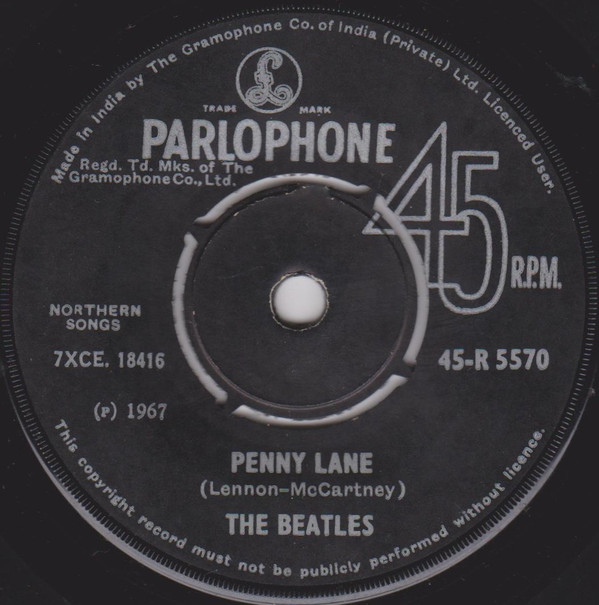 Made in India by The Gramophone Co. of India (Private) Ltd. Licenced User.
TRADE MARK
PARLOPHONE
Regd. Td. Mks. of The
Gramophone Co., Ltd.
45
R.P.M.
NORTHERN
SONGS
7XCE. 18416
45-R 5570
(P) 1967
PENNY LANE
(Lennon-McCartney)
THE BEATLES
This copyright record must not be publicly performed without licence.